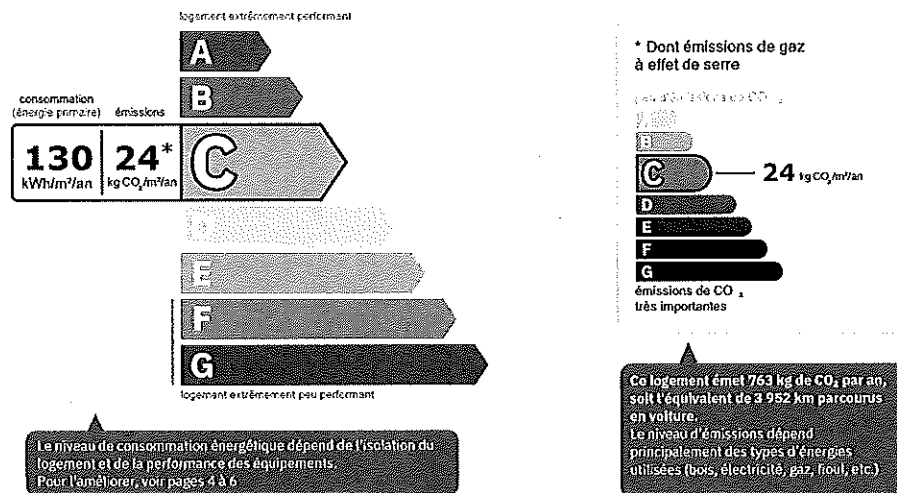 logement extrêmement performant
A
B
consommation
(énergie primaire)
émissions
130
kWh/m²/an
24*
kg CO₂/m²/an
C
D
E
F
G
logement extrêmement peu performant
Le niveau de consommation énergétique dépend de l'isolation du
logement et de la performance des équipements.
Pour l'améliorer, voir pages 4 à 6
* Dont émissions de gaz
à effet de serre
peu d'émissions de CO₂
B
C
24 kg CO₂/m²/an
D
E
F
G
émissions de CO₂
très importantes
Ce logement émet 763 kg de CO₂ par an,
soit l'équivalent de 3 952 km parcourus
en voiture.
Le niveau d'émissions dépend
principalement des types d'énergies
utilisées (bois, électricité, gaz, fioul, etc.)